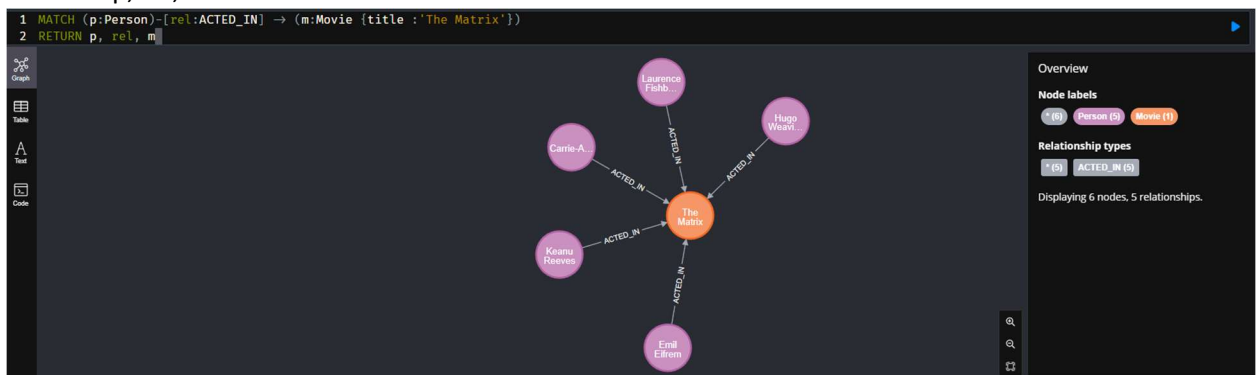 1 MATCH (p:Person)-[rel:ACTED_IN] → (m:Movie {title :'The Matrix'})
2 RETURN p, rel, m
Graph
Table
Text
Code
Laurence
Fishb...
Hugo
Weavi...
Carrie-A...
The
Matrix
Keanu
Reeves
Emil
Eifrem
ACTED_IN
ACTED_IN
ACTED_IN
ACTED_IN
ACTED_IN
Overview
Node labels
* (6) Person (5) Movie (1)
Relationship types
* (5) ACTED_IN (5)
Displaying 6 nodes, 5 relationships.